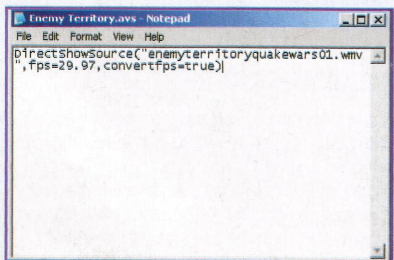 Enemy Territory.avs - Notepad
File Edit Format View Help
DirectShowSource("enemyterritoryquakewars01.wmv
",fps=29.97,convertfps=true)